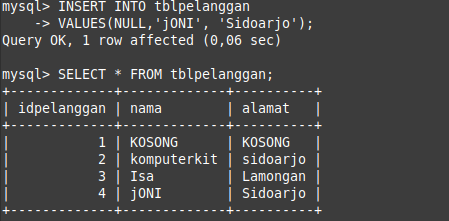 mysql> INSERT INTO tblpelanggan
    -> VALUES(NULL,'jONI', 'Sidoarjo');
Query OK, 1 row affected (0,06 sec)

mysql> SELECT * FROM tblpelanggan;
+-------------+-------------+----------+
| idpelanggan | nama        | alamat   |
+-------------+-------------+----------+
|           1 | KOSONG      | KOSONG   |
|           2 | komputerkit | sidoarjo |
|           3 | Isa         | Lamongan |
|           4 | jONI        | Sidoarjo |
+-------------+-------------+----------+